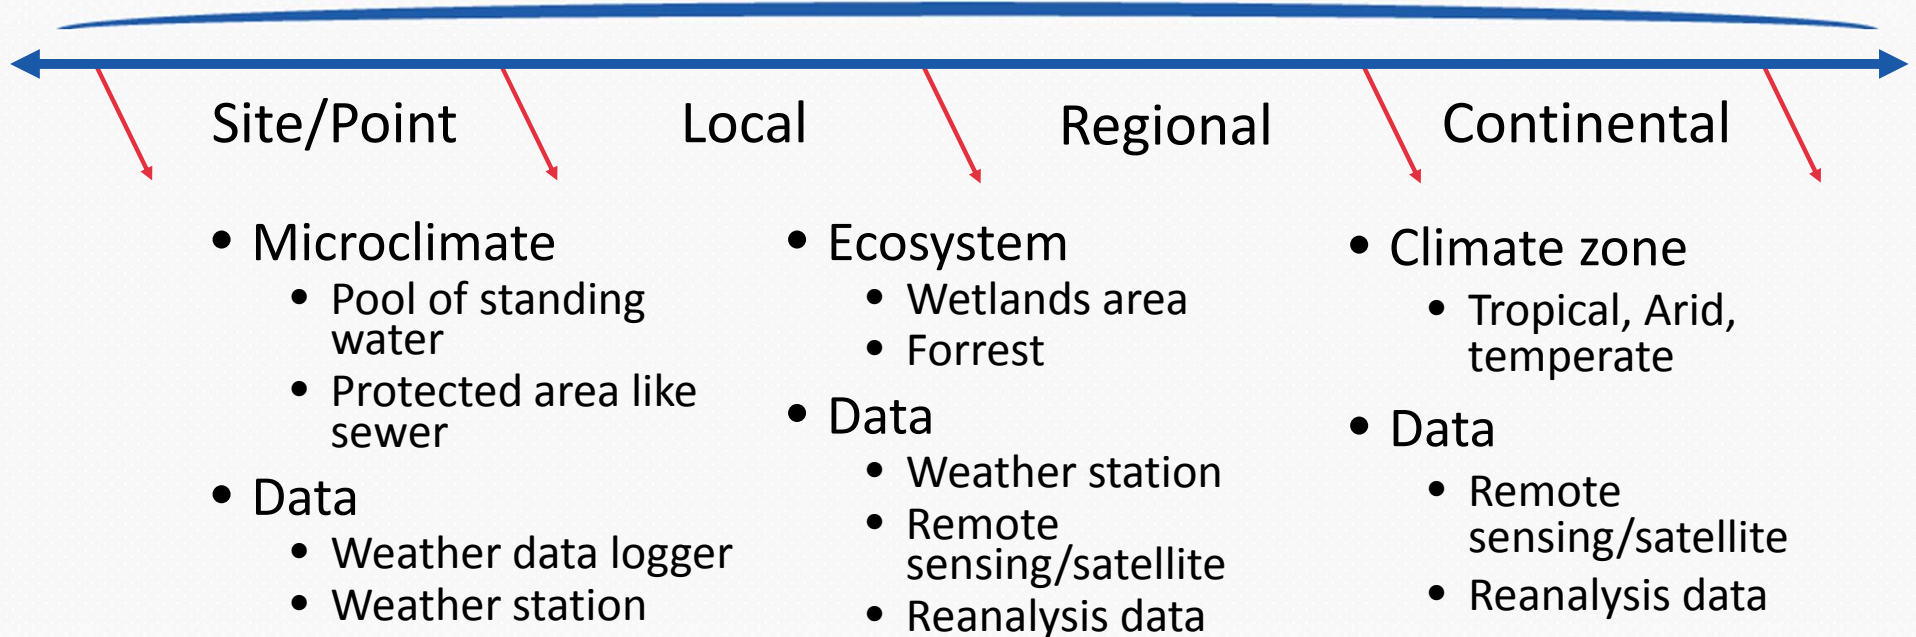 Site/Point
Local
Regional
Continental
• Microclimate
• Pool of standing
water
• Protected area like
sewer
• Data
• Weather data logger
• Weather station
• Ecosystem
• Wetlands area
• Forrest
• Data
• Weather station
• Remote
sensing/satellite
• Reanalysis data
• Climate zone
• Tropical, Arid,
temperate
• Data
• Remote
sensing/satellite
• Reanalysis data